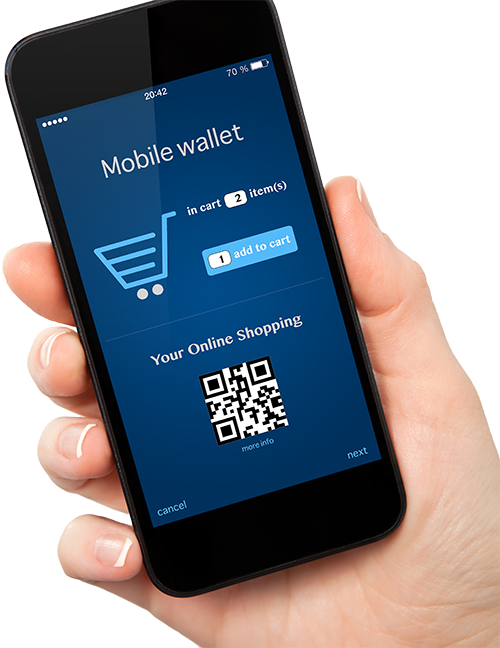 20:42
70 %
Mobile wallet
in cart 2 item(s)
1 add to cart
Your Online Shopping
more info
cancel
next